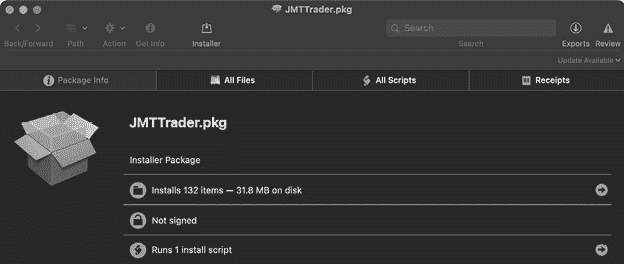 JMTTrader.pkg
Back/Forward Path Action Get Info Installer Search Search Exports Review
Update Available
Package Info All Files All Scripts Receipts
JMTTrader.pkg
Installer Package
Installs 132 items — 31.8 MB on disk
Not signed
Runs 1 install script